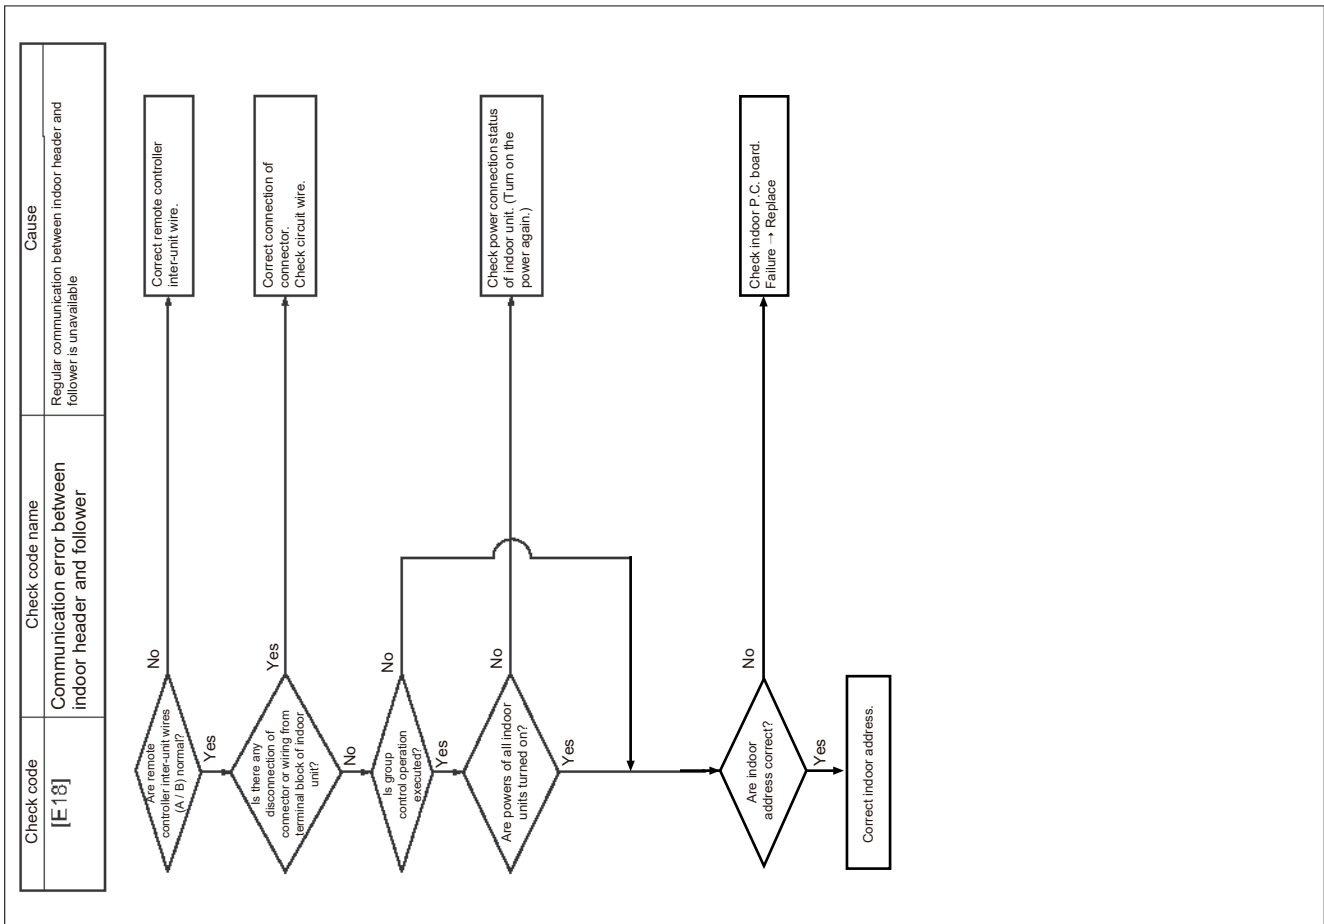 Check code
Check code name
Cause
[E18]
Communication error between
indoor header and follower
Regular communication between indoor header and
follower is unavailable
Are remote
controller inter-unit wires
(A / B) normal?
No
Correct remote controller
inter-unit wire.
Yes
Is there any
disconnection of
connector or wiring from
terminal block of indoor
unit?
Yes
Correct connection of
connector.
Check circuit wire.
No
Is group
control operation
executed?
No
Yes
Are powers of all indoor
units turned on?
No
Check power connection status
of indoor unit. (Turn on the
power again.)
Yes
Are indoor
address correct?
No
Check indoor P.C. board.
Failure → Replace
Yes
Correct indoor address.